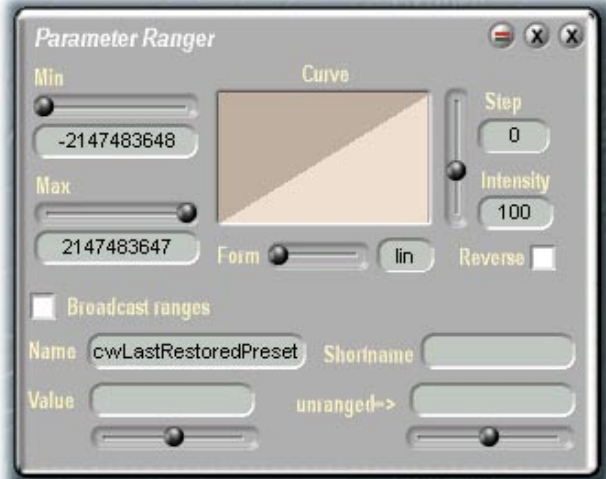 Parameter Ranger
Min
-2147483648
Max
2147483647
Curve
Form
lin
Step
0
Intensity
100
Reverse
Broadcast ranges
Name cwLastRestoredPreset Shortname
Value unranged=>